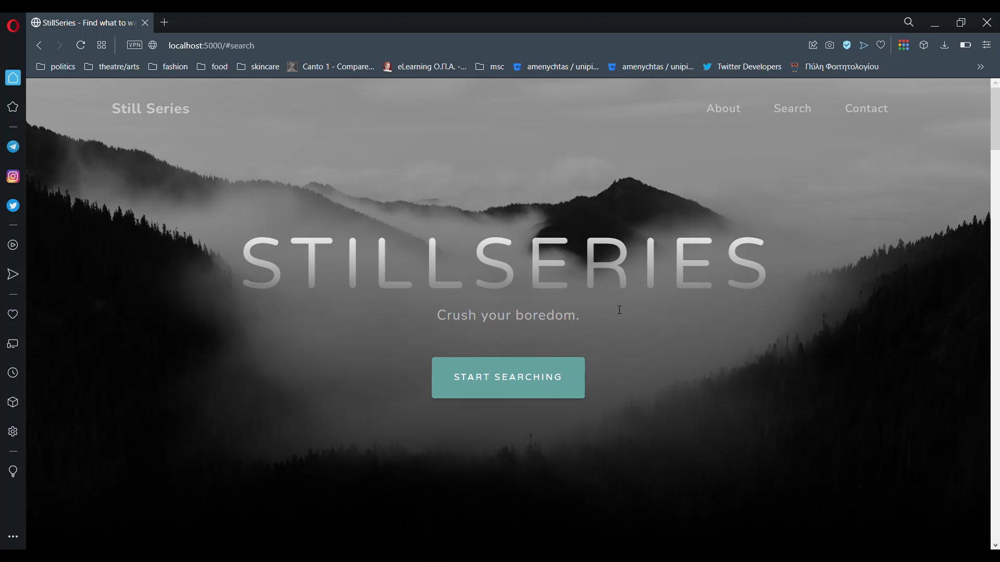 StillSeries - Find what to wa
VPN localhost:5000/#search
politics theatre/arts fashion food skincare Canto 1 - Compare... eLearning Ο.Π.Α. -... msc amenychtas / unipi... amenychtas / unipi... Twitter Developers Πύλη Φοιτητολογίου
Still Series About Search Contact
STILLSERIES
Crush your boredom.
START SEARCHING